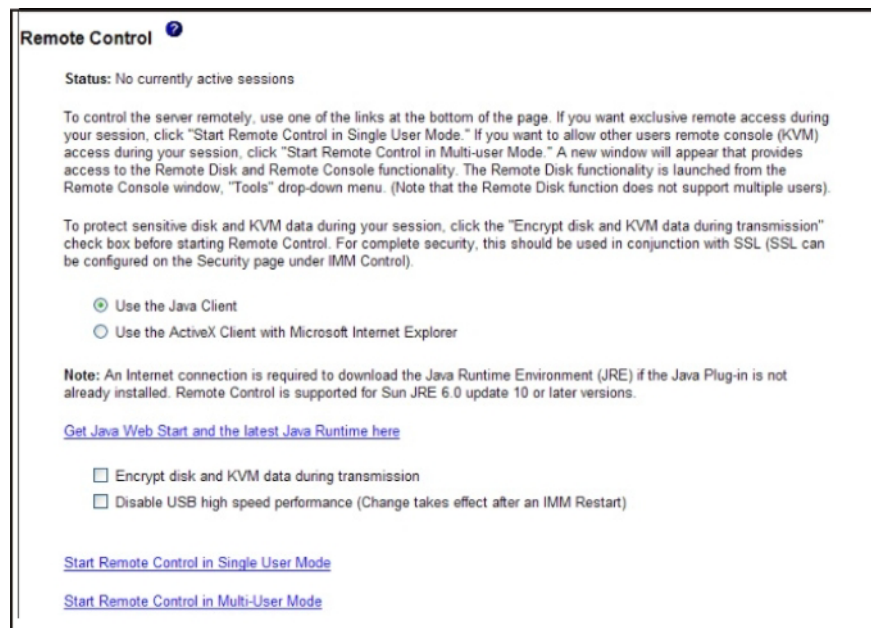 Remote Control ?
Status: No currently active sessions
To control the server remotely, use one of the links at the bottom of the page. If you want exclusive remote access during
your session, click "Start Remote Control in Single User Mode." If you want to allow other users remote console (KVM)
access during your session, click "Start Remote Control in Multi-user Mode." A new window will appear that provides
access to the Remote Disk and Remote Console functionality. The Remote Disk functionality is launched from the
Remote Console window, "Tools" drop-down menu. (Note that the Remote Disk function does not support multiple users).
To protect sensitive disk and KVM data during your session, click the "Encrypt disk and KVM data during transmission"
check box before starting Remote Control. For complete security, this should be used in conjunction with SSL (SSL can
be configured on the Security page under IMM Control).
Use the Java Client
Use the ActiveX Client with Microsoft Internet Explorer
Note: An Internet connection is required to download the Java Runtime Environment (JRE) if the Java Plug-in is not
already installed. Remote Control is supported for Sun JRE 6.0 update 10 or later versions.
Get Java Web Start and the latest Java Runtime here
Encrypt disk and KVM data during transmission
Disable USB high speed performance (Change takes effect after an IMM Restart)
Start Remote Control in Single User Mode
Start Remote Control in Multi-User Mode